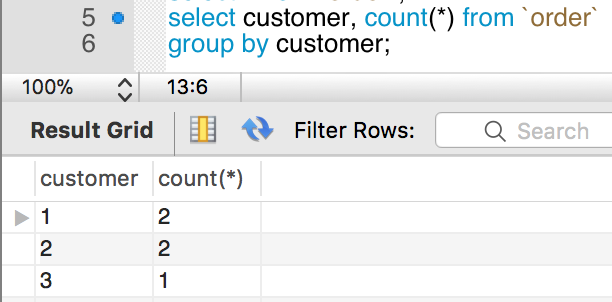 5 select customer, count(*) from `order`
6 group by customer;
100% 13:6
Result Grid Filter Rows: Search
customer count(*)
1 2
2 2
3 1